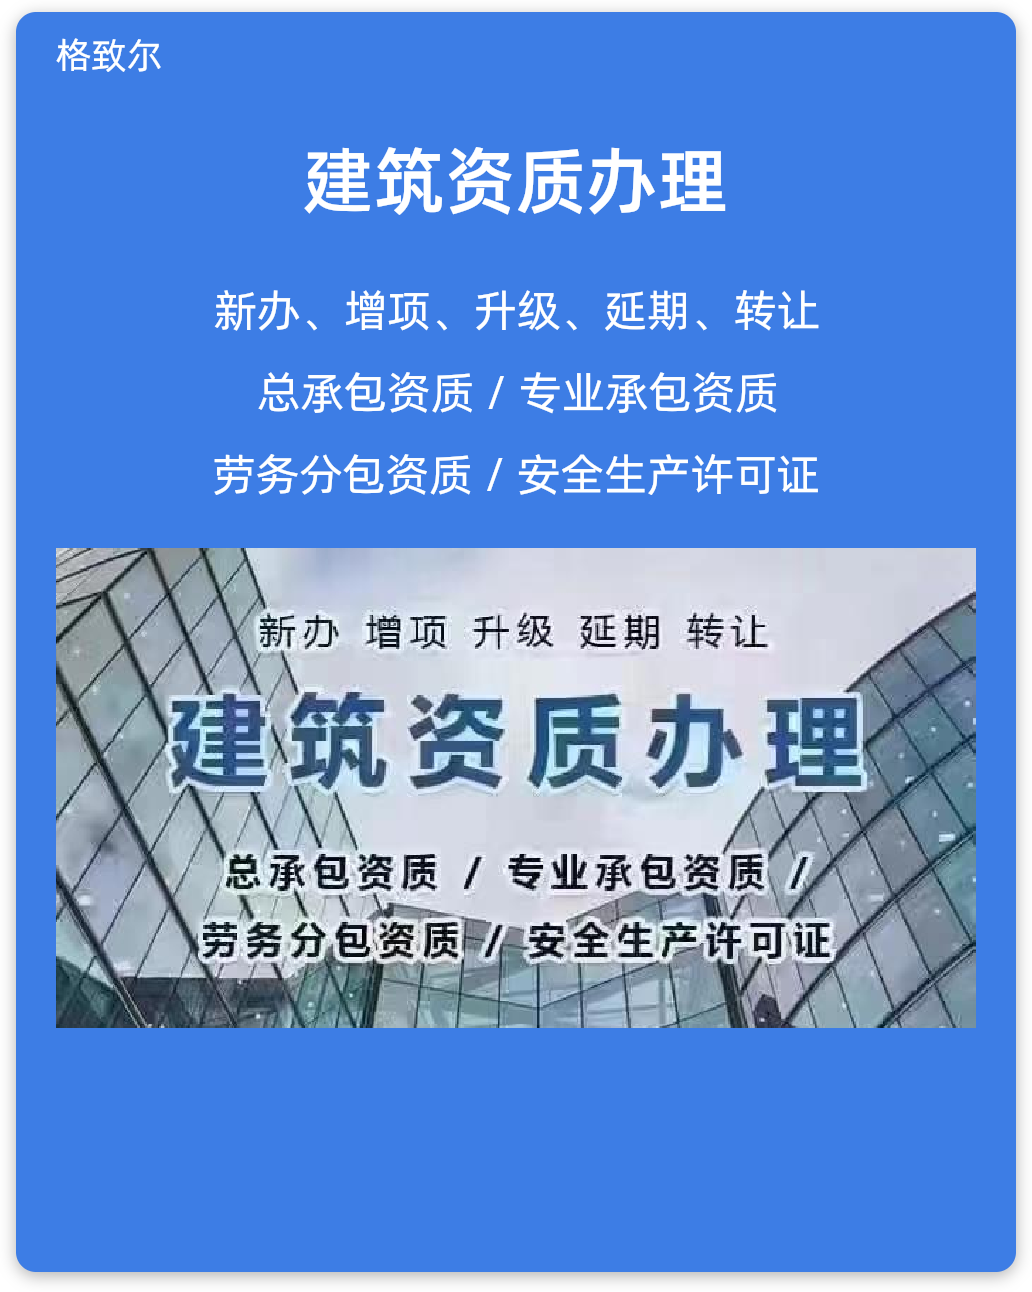 格致尔
建筑资质办理
新办、增项、升级、延期、转让
总承包资质 / 专业承包资质
劳务分包资质 / 安全生产许可证
新办 增项 升级 延期 转让
建筑资质办理
总承包资质 / 专业承包资质 /
劳务分包资质 / 安全生产许可证